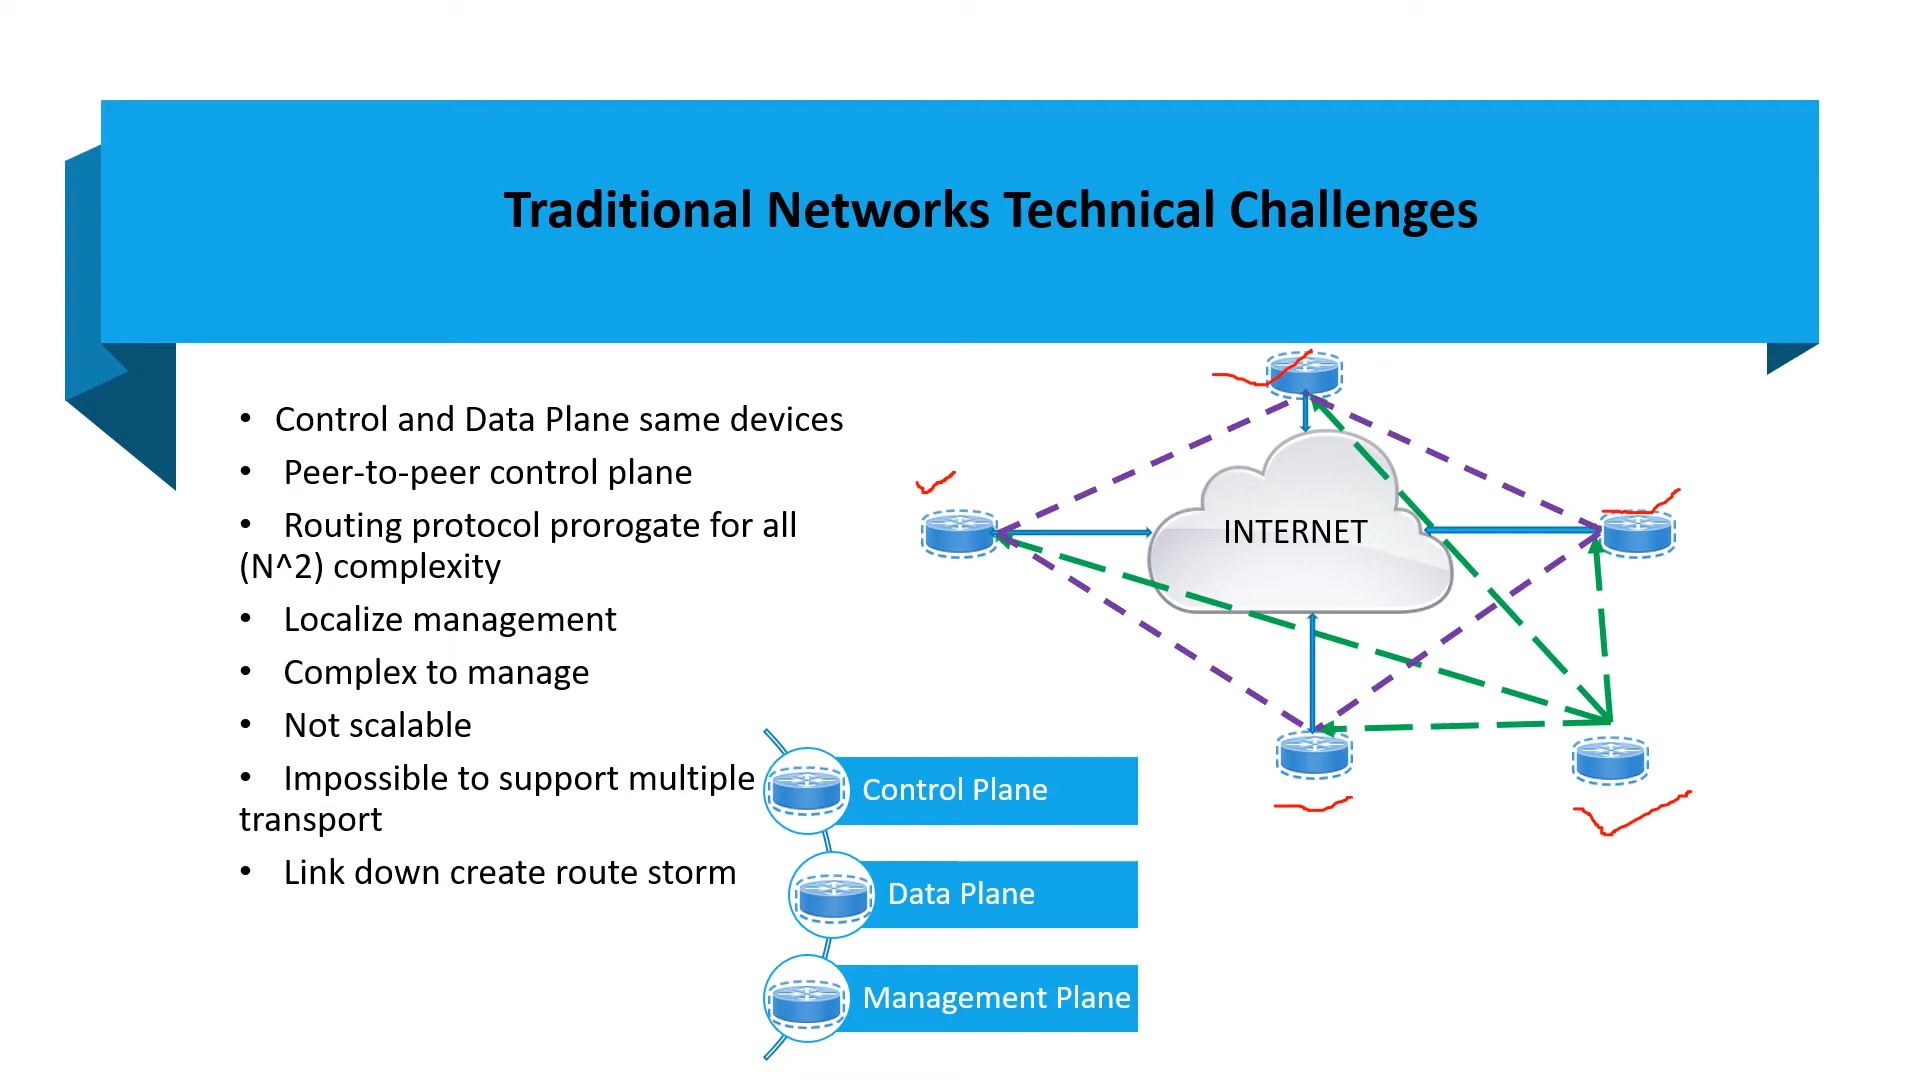 Traditional Networks Technical Challenges
• Control and Data Plane same devices
• Peer-to-peer control plane
• Routing protocol prorogate for all
(N^2) complexity
• Localize management
• Complex to manage
• Not scalable
• Impossible to support multiple
transport
• Link down create route storm
INTERNET
Control Plane
Data Plane
Management Plane